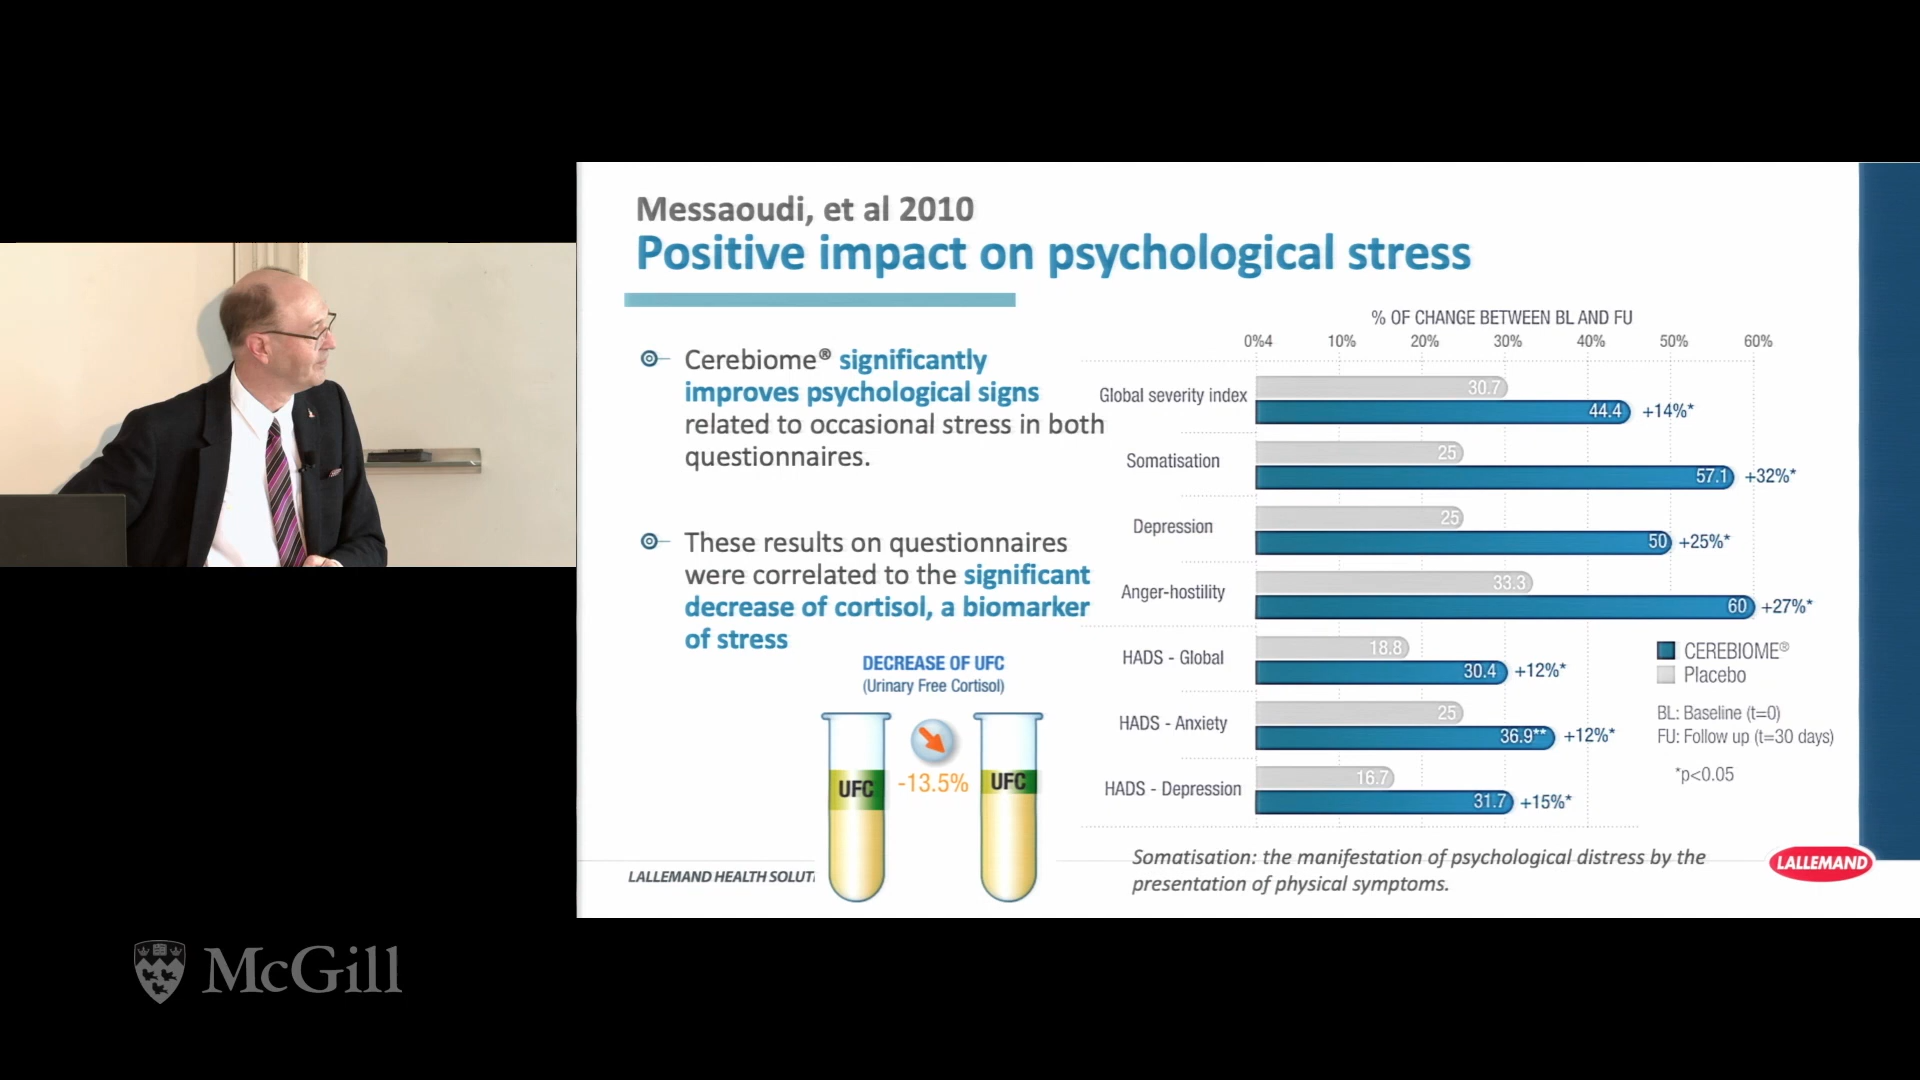 Messaoudi, et al 2010
Positive impact on psychological stress
Cerebiome® significantly
improves psychological signs
related to occasional stress in both
questionnaires.
These results on questionnaires
were correlated to the significant
decrease of cortisol, a biomarker
of stress
DECREASE OF UFC
(Urinary Free Cortisol)
UFC
-13.5%
UFC
% OF CHANGE BETWEEN BL AND FU
0%4 10% 20% 30% 40% 50% 60%
Global severity index 30.7
44.4 +14%*
Somatisation 25
57.1 +32%*
Depression 25
50 +25%*
Anger-hostility 33.3
60 +27%*
HADS - Global 18.8
30.4 +12%*
HADS - Anxiety 25
36.9** +12%*
HADS - Depression 16.7
31.7 +15%*
CEREBIOME®
Placebo
BL: Baseline (t=0)
FU: Follow up (t=30 days)
*p<0.05
Somatisation: the manifestation of psychological distress by the
presentation of physical symptoms.
LALLEMAND HEALTH SOLUT
LALLEMAND
McGill